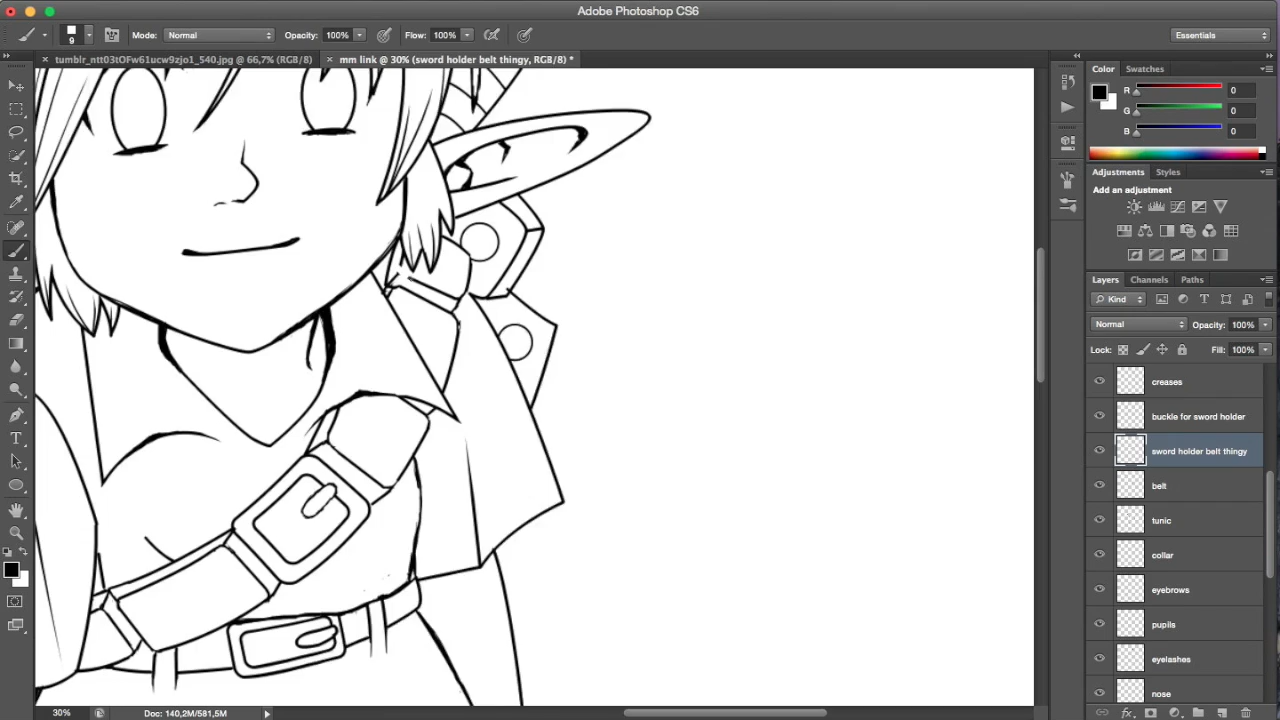 Adobe Photoshop CS6
9
Mode: Normal
Opacity: 100%
Flow: 100%
Essentials
tumblr_ntt03tOFw61ucw9zjo1_540.jpg @ 66,7% (RGB/8)
mm link @ 30% (sword holder belt thingy, RGB/8) *
Color
Swatches
R
0
G
0
B
0
Adjustments
Styles
Add an adjustment
Layers
Channels
Paths
Kind
Normal
Opacity: 100%
Lock:
Fill: 100%
creases
buckle for sword holder
sword holder belt thingy
belt
tunic
collar
eyebrows
pupils
eyelashes
nose
30%
Doc: 140,2M/581,5M